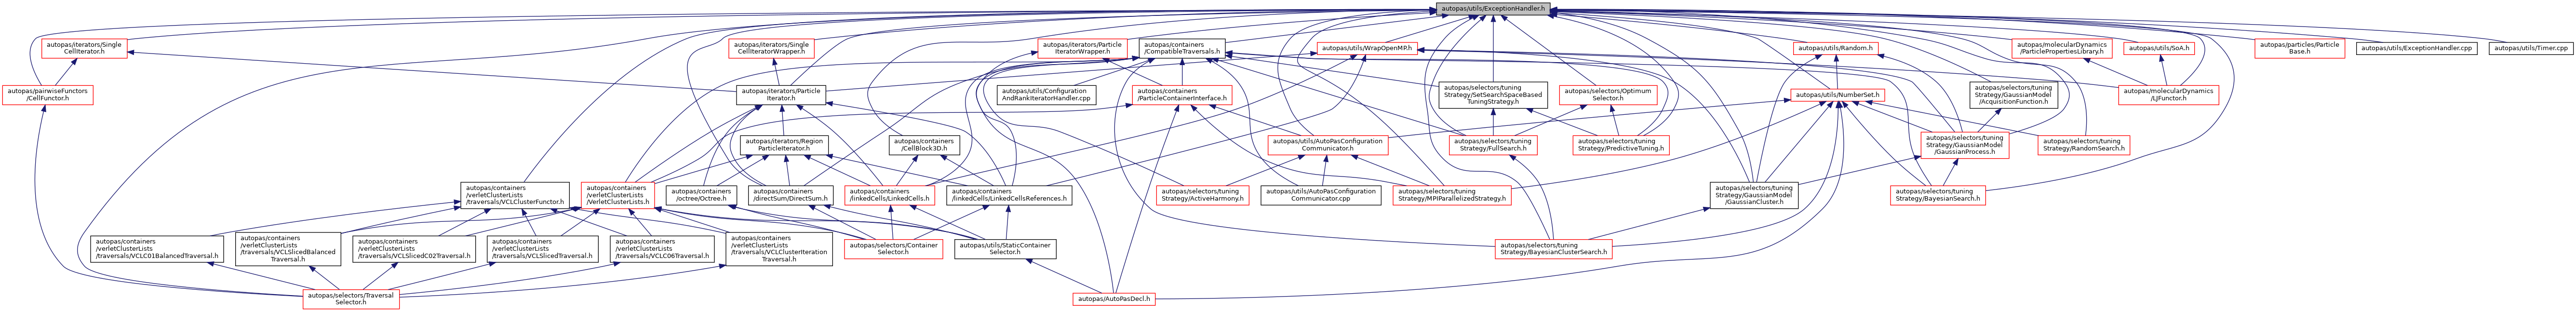 autopas/utils/ExceptionHandler.h
autopas/iterators/Single
CellIterator.h
autopas/iterators/Single
CellIteratorWrapper.h
autopas/iterators/Particle
IteratorWrapper.h
autopas/containers
/CompatibleTraversals.h
autopas/utils/WrapOpenMP.h
autopas/utils/Random.h
autopas/molecularDynamics
/ParticlePropertiesLibrary.h
autopas/utils/SoA.h
autopas/particles/Particle
Base.h
autopas/utils/ExceptionHandler.cpp
autopas/utils/Timer.cpp
autopas/pairwiseFunctors
/CellFunctor.h
autopas/iterators/Particle
Iterator.h
autopas/utils/Configuration
AndRankIteratorHandler.cpp
autopas/containers
/ParticleContainerInterface.h
autopas/selectors/tuning
Strategy/SetSearchSpaceBased
TuningStrategy.h
autopas/selectors/Optimum
Selector.h
autopas/utils/NumberSet.h
autopas/selectors/tuning
Strategy/GaussianModel
/AcquisitionFunction.h
autopas/molecularDynamics
/LJFunctor.h
autopas/iterators/Region
ParticleIterator.h
autopas/containers
/CellBlock3D.h
autopas/utils/AutoPasConfiguration
Communicator.h
autopas/selectors/tuning
Strategy/FullSearch.h
autopas/selectors/tuning
Strategy/PredictiveTuning.h
autopas/selectors/tuning
Strategy/GaussianModel
/GaussianProcess.h
autopas/selectors/tuning
Strategy/RandomSearch.h
autopas/containers
/verletClusterLists
/traversals/VCLClusterFunctor.h
autopas/containers
/verletClusterLists
/VerletClusterLists.h
autopas/containers
/octree/Octree.h
autopas/containers
/directSum/DirectSum.h
autopas/containers
/linkedCells/LinkedCells.h
autopas/containers
/linkedCells/LinkedCellsReferences.h
autopas/selectors/tuning
Strategy/ActiveHarmony.h
autopas/utils/AutoPasConfiguration
Communicator.cpp
autopas/selectors/tuning
Strategy/MPIParallelizedStrategy.h
autopas/selectors/tuning
Strategy/GaussianModel
/GaussianCluster.h
autopas/selectors/tuning
Strategy/BayesianSearch.h
autopas/containers
/verletClusterLists
/traversals/VCLC01BalancedTraversal.h
autopas/containers
/verletClusterLists
/traversals/VCLSlicedBalanced
Traversal.h
autopas/containers
/verletClusterLists
/traversals/VCLSlicedC02Traversal.h
autopas/containers
/verletClusterLists
/traversals/VCLSlicedTraversal.h
autopas/containers
/verletClusterLists
/traversals/VCLC06Traversal.h
autopas/containers
/verletClusterLists
/traversals/VCLClusterIteration
Traversal.h
autopas/selectors/Container
Selector.h
autopas/utils/StaticContainer
Selector.h
autopas/selectors/tuning
Strategy/BayesianClusterSearch.h
autopas/selectors/Traversal
Selector.h
autopas/AutoPasDecl.h